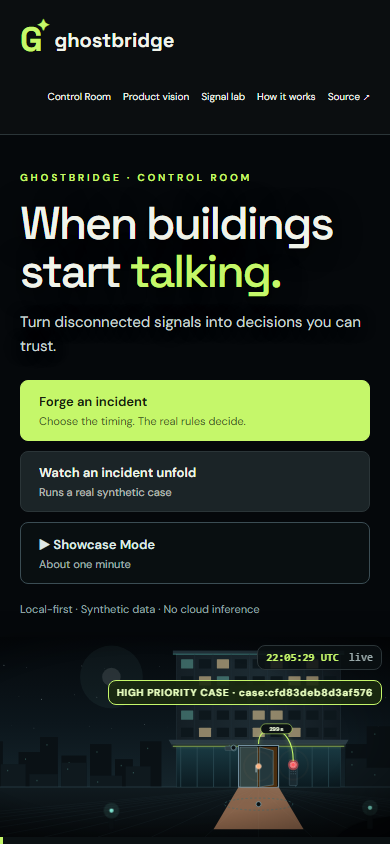 G ghostbridge
Control Room Product vision Signal lab How it works Source ↗
GHOSTBRIDGE · CONTROL ROOM
When buildings
start talking.
Turn disconnected signals into decisions you can
trust.
Forge an incident
Choose the timing. The real rules decide.
Watch an incident unfold
Runs a real synthetic case
▶ Showcase Mode
About one minute
Local-first · Synthetic data · No cloud inference
22:05:29 UTC live
HIGH PRIORITY CASE · case:cfd83deb8d3af576
299 s